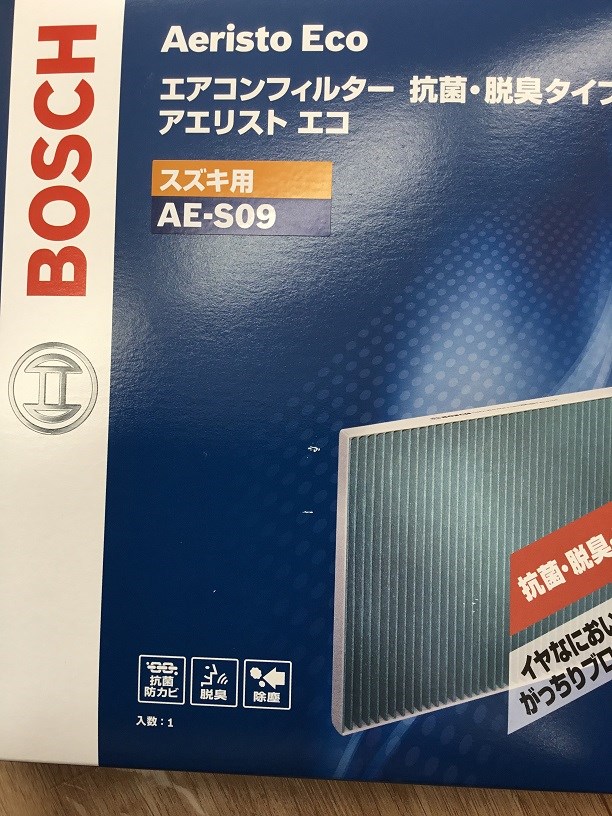 BOSCH
Aeristo Eco
エアコンフィルター 抗菌・脱臭タイプ
アエリスト エコ
スズキ用
AE-S09
BOSCH
抗菌・脱臭
イヤなにおい
がっちりブロ
抗菌
防カビ
脱臭
除塵
入数:1